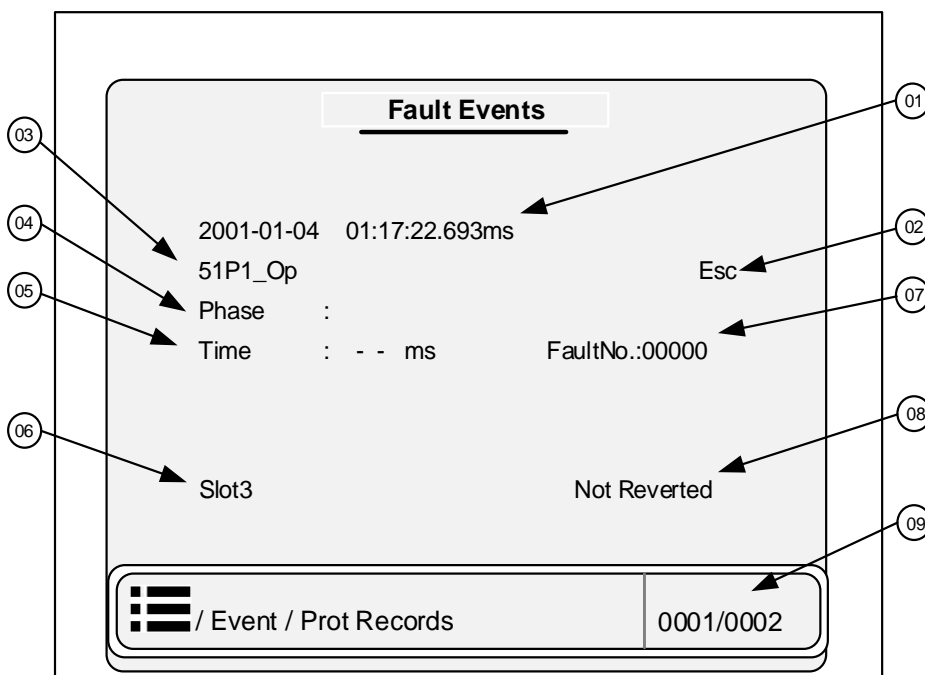 Fault Events
01
03
2001-01-04 01:17:22.693ms
04
02
51P1_Op Esc
05
07
Phase :
Time : - - ms FaultNo.:00000
06
08
Slot3 Not Reverted
09
/ Event / Prot Records 0001/0002